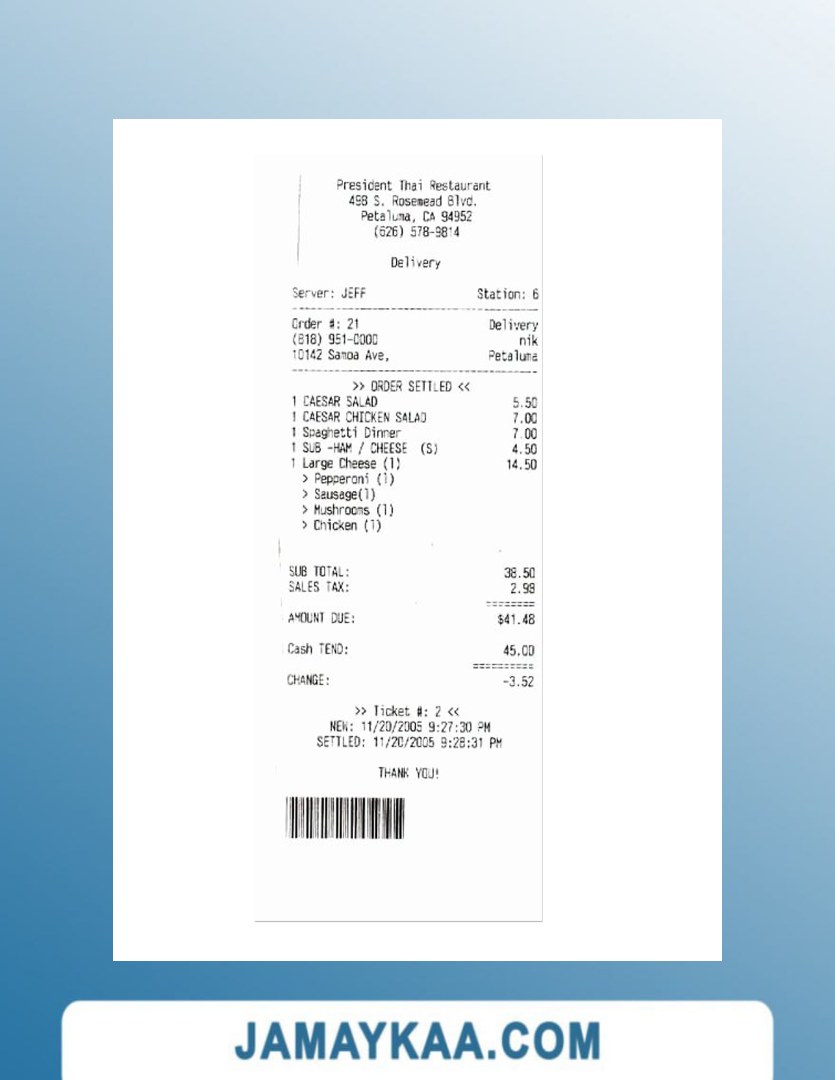 President Thai Restaurant
498 S. Rosemead Blvd.
Petaluma, CA 94952
(626) 578-9814
Delivery
Server: JEFF Station: 6
Order #: 21 Delivery
(818) 951-0000 nik
10142 Samoa Ave, Petaluma
>> ORDER SETTLED <<
1 CAESAR SALAD 5.50
1 CAESAR CHICKEN SALAD 7.00
1 Spaghetti Dinner 7.00
1 SUB -HAM / CHEESE (S) 4.50
1 Large Cheese (1) 14.50
> Pepperoni (1)
> Sausage(1)
> Mushrooms (1)
> Chicken (1)
SUB TOTAL: 38.50
SALES TAX: 2.98
========
AMOUNT DUE: $41.48
Cash TEND: 45.00
==========
CHANGE: -3.52
>> Ticket #: 2 <<
NEW: 11/20/2005 9:27:30 PM
SETTLED: 11/20/2005 9:28:31 PM
THANK YOU!
JAMAYKAA.COM